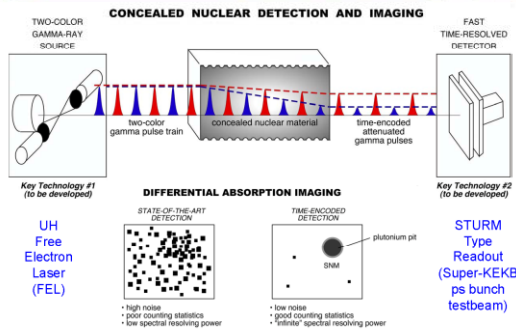 CONCEALED NUCLEAR DETECTION AND IMAGING
TWO-COLOR
GAMMA-RAY
SOURCE
FAST
TIME-RESOLVED
DETECTOR
two-color
gamma pulse train
concealed nuclear material
time-encoded
attenuated
gamma pulses
Key Technology #1
(to be developed)
Key Technology #2
(to be developed)
DIFFERENTIAL ABSORPTION IMAGING
STATE-OF-THE-ART
DETECTION
TIME-ENCODED
DETECTION
plutonium pit
SNM
• high noise
• poor counting statistics
• low spectral resolving power
• low noise
• good counting statistics
• "infinite" spectral resolving power
UH
Free
Electron
Laser
(FEL)
STURM
Type
Readout
(Super-KEKB
ps bunch
testbeam)